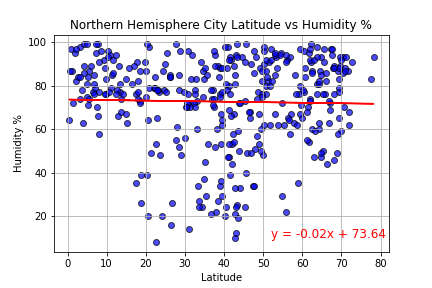 Northern Hemisphere City Latitude vs Humidity %
100
80
60
40
20
Humidity %
y = -0.02x + 73.64
0 10 20 30 40 50 60 70 80
Latitude